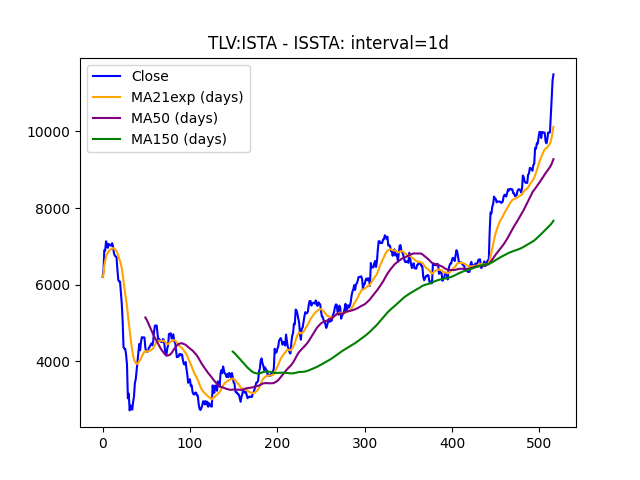 TLV:ISTA - ISSTA: interval=1d
Close
MA21exp (days)
MA50 (days)
MA150 (days)
10000
8000
6000
4000
0 100 200 300 400 500